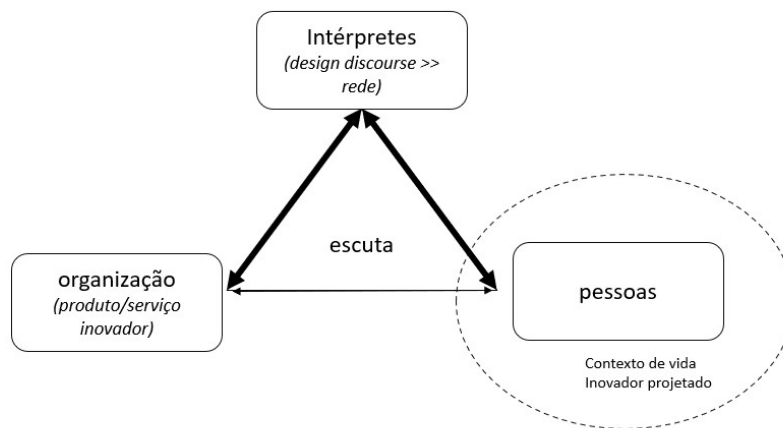 Intérpretes
(design discourse >>
rede)
escuta
organização
(produto/serviço
inovador)
pessoas
Contexto de vida
Inovador projetado